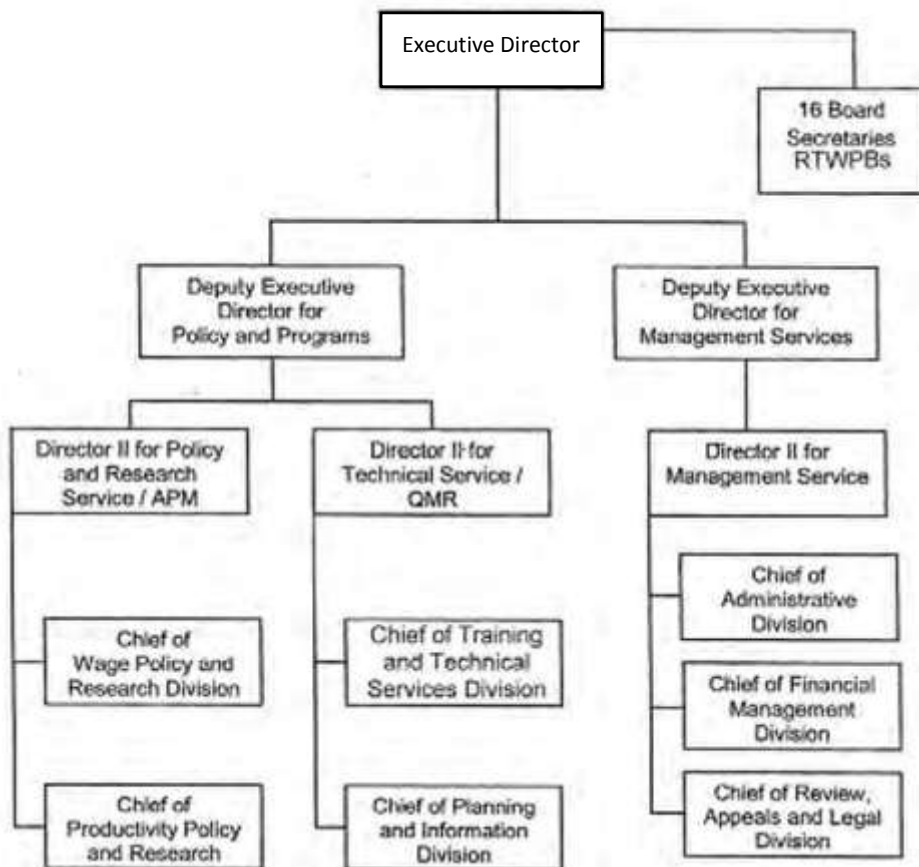 Executive Director
16 Board
Secretaries
RTWPBs
Deputy Executive
Director for
Policy and Programs
Deputy Executive
Director for
Management Services
Director II for Policy
and Research
Service / APM
Director II for
Technical Service /
QMR
Director II for
Management Service
Chief of
Wage Policy and
Research Division
Chief of
Productivity Policy
and Research
Chief of Training
and Technical
Services Division
Chief of Planning
and Information
Division
Chief of
Administrative
Division
Chief of Financial
Management
Division
Chief of Review,
Appeals and Legal
Division